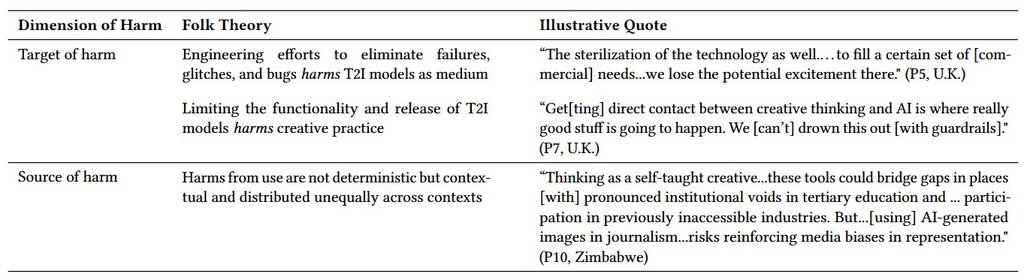 Dimension of Harm Folk Theory Illustrative Quote
Target of harm
Engineering efforts to eliminate failures,
glitches, and bugs harms T2I models as medium
“The sterilization of the technology as well.… to fill a certain set of [com-
mercial] needs...we lose the potential excitement there." (P5, U.K.)
Limiting the functionality and release of T2I
models harms creative practice
“Get[ting] direct contact between creative thinking and AI is where really
good stuff is going to happen. We [can’t] drown this out [with guardrails]."
(P7, U.K.)
Source of harm
Harms from use are not deterministic but contex-
tual and distributed unequally across contexts
“Thinking as a self-taught creative...these tools could bridge gaps in places
[with] pronounced institutional voids in tertiary education and ... partici-
pation in previously inaccessible industries. But...[using] AI-generated
images in journalism...risks reinforcing media biases in representation."
(P10, Zimbabwe)